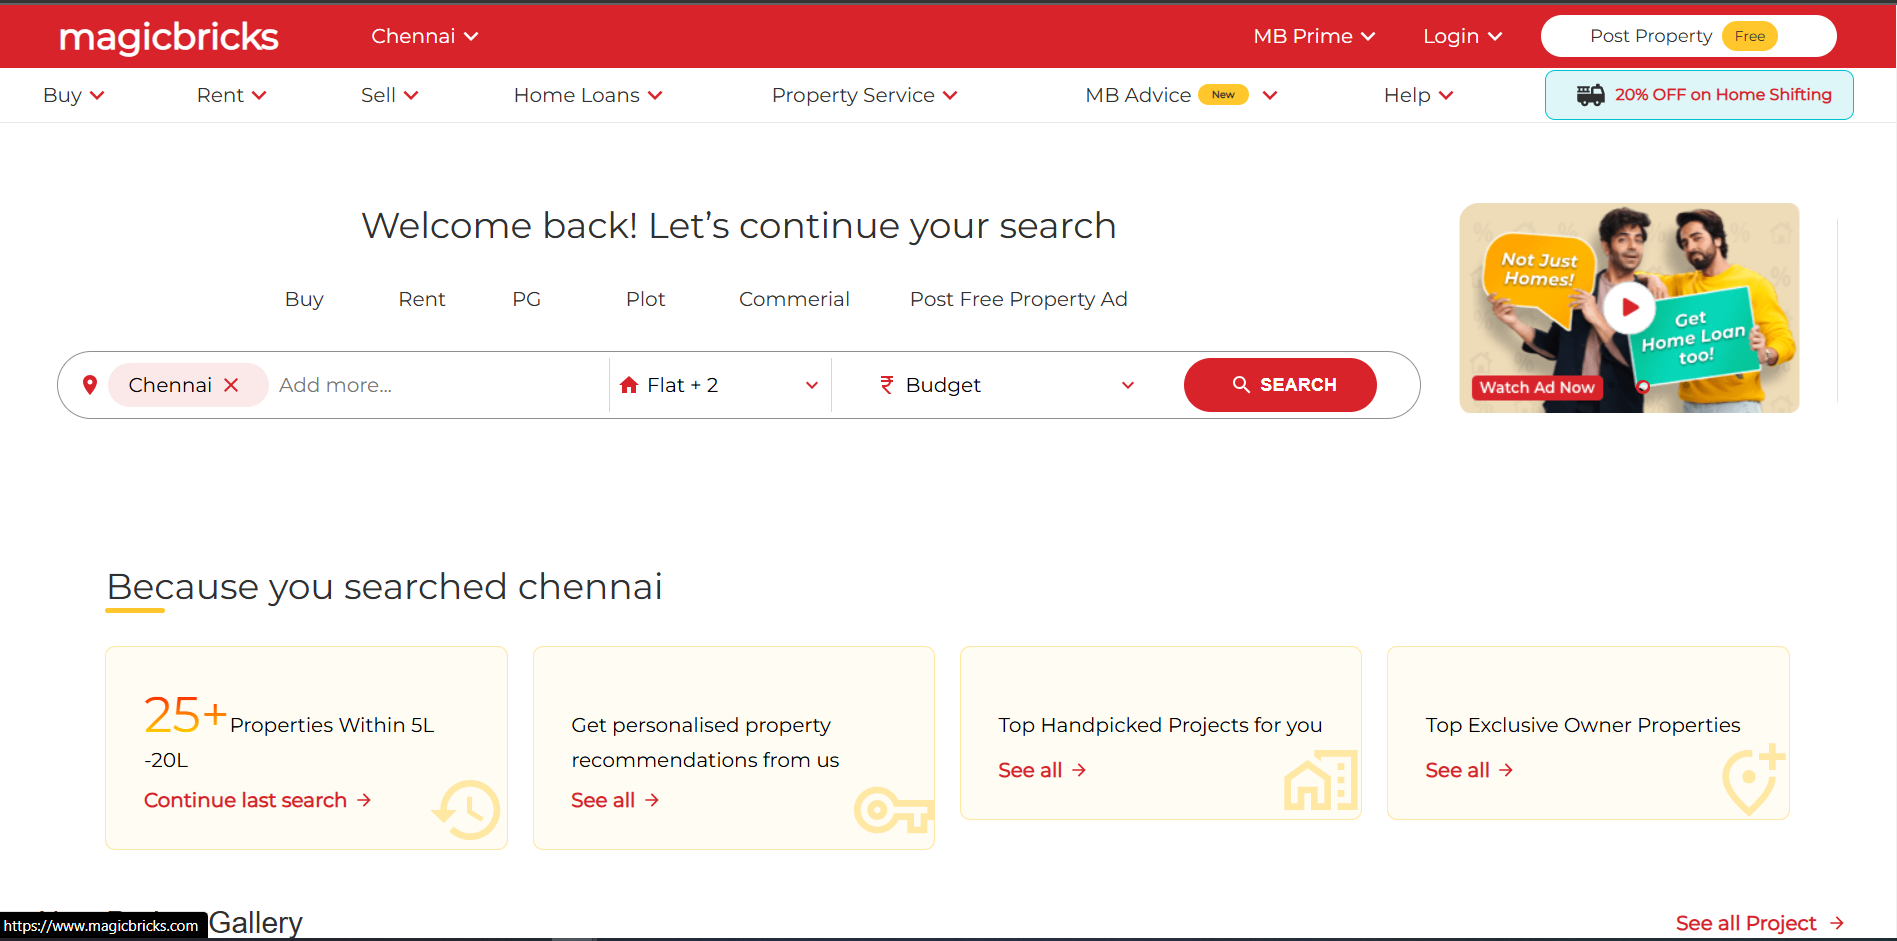 magicbricks
Chennai
MB Prime
Login
Post Property Free
Buy
Rent
Sell
Home Loans
Property Service
MB Advice New
Help
20% OFF on Home Shifting
Welcome back! Let's continue your search
Buy
Rent
PG
Plot
Commerial
Post Free Property Ad
Chennai
Add more...
Flat + 2
₹ Budget
SEARCH
Not Just
Homes!
Get
Home Loan
too!
Watch Ad Now
Because you searched chennai
25+ Properties Within 5L
-20L
Continue last search
Get personalised property
recommendations from us
See all
Top Handpicked Projects for you
See all
Top Exclusive Owner Properties
See all
Gallery
See all Project
https://www.magicbricks.com